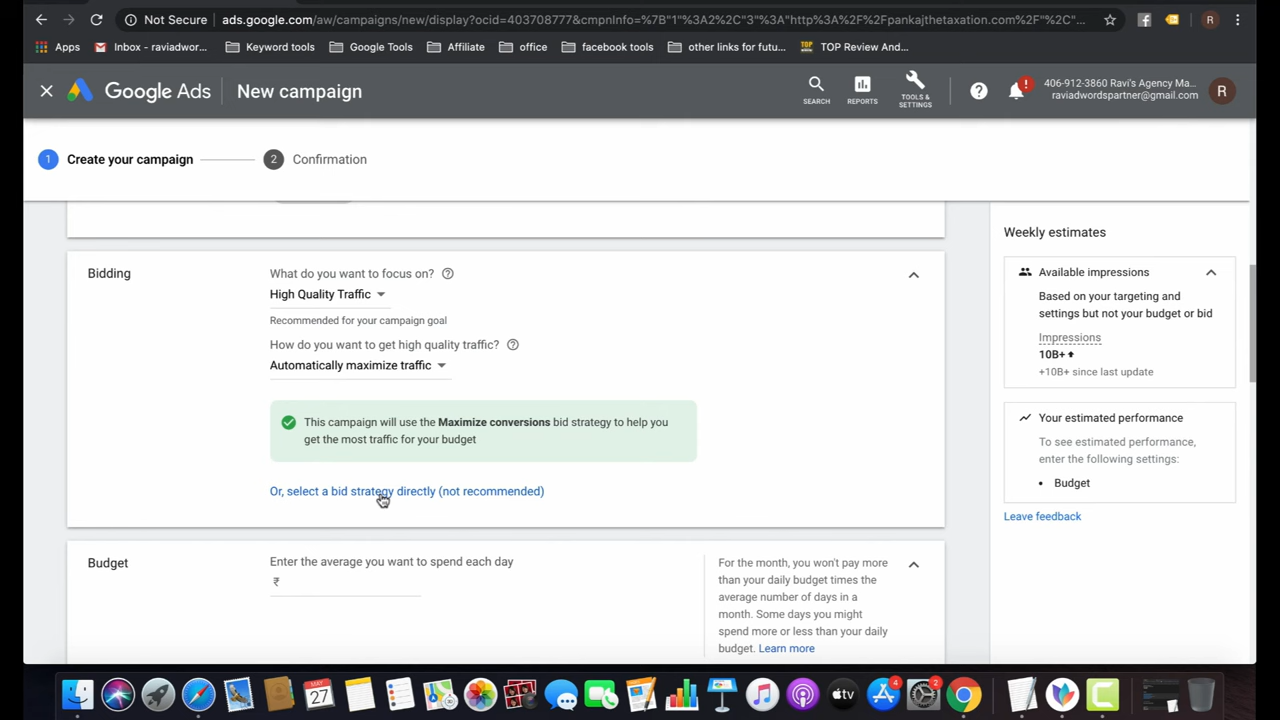 Not Secure
ads.google.com/aw/campaigns/new/display?ocid=403708777&cmpnInfo=%7B"1"%3A2%2C"3"%3A"http%3A%2F%2Fpankajthetaxation.com%2F"%2C"...
R
Apps
Inbox - raviadwor...
Keyword tools
Google Tools
Affiliate
office
facebook tools
other links for futu...
TOP Review And...
Google Ads
New campaign
SEARCH
REPORTS
TOOLS &
SETTINGS
406-912-3860 Ravi's Agency Ma...
raviadwordspartner@gmail.com
R
1 Create your campaign
2 Confirmation
Bidding
What do you want to focus on?
High Quality Traffic
Recommended for your campaign goal
How do you want to get high quality traffic?
Automatically maximize traffic
This campaign will use the Maximize conversions bid strategy to help you
get the most traffic for your budget
Or, select a bid strategy directly (not recommended)
Budget
Enter the average you want to spend each day
₹
For the month, you won't pay more
than your daily budget times the
average number of days in a
month. Some days you might
spend more or less than your daily
budget. Learn more
Weekly estimates
Available impressions
Based on your targeting and
settings but not your budget or bid
Impressions
10B+
+10B+ since last update
Your estimated performance
To see estimated performance,
enter the following settings:
• Budget
Leave feedback
MAY
27
tv
4
2